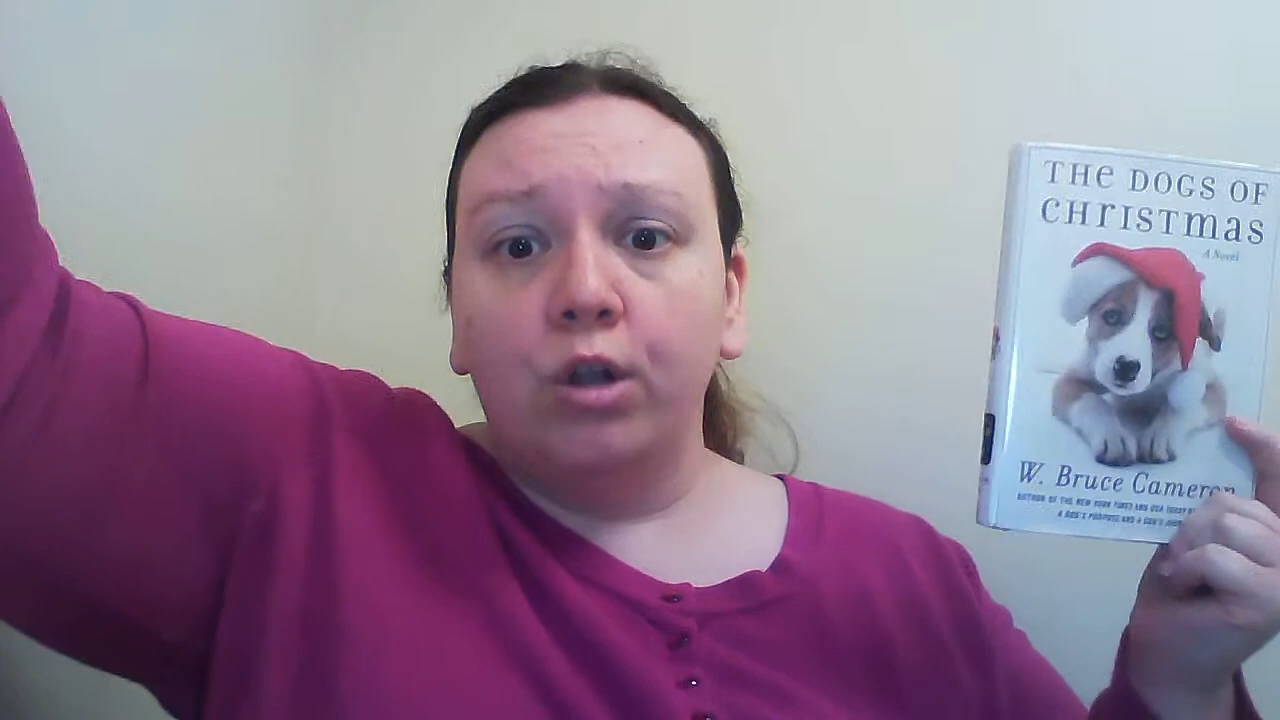 THE DOGS OF
CHRISTMAS
A Novel
W. Bruce Cameron
AUTHOR OF THE NEW YORK TIMES AND USA TODAY
A DOG'S PURPOSE AND A DOG'S